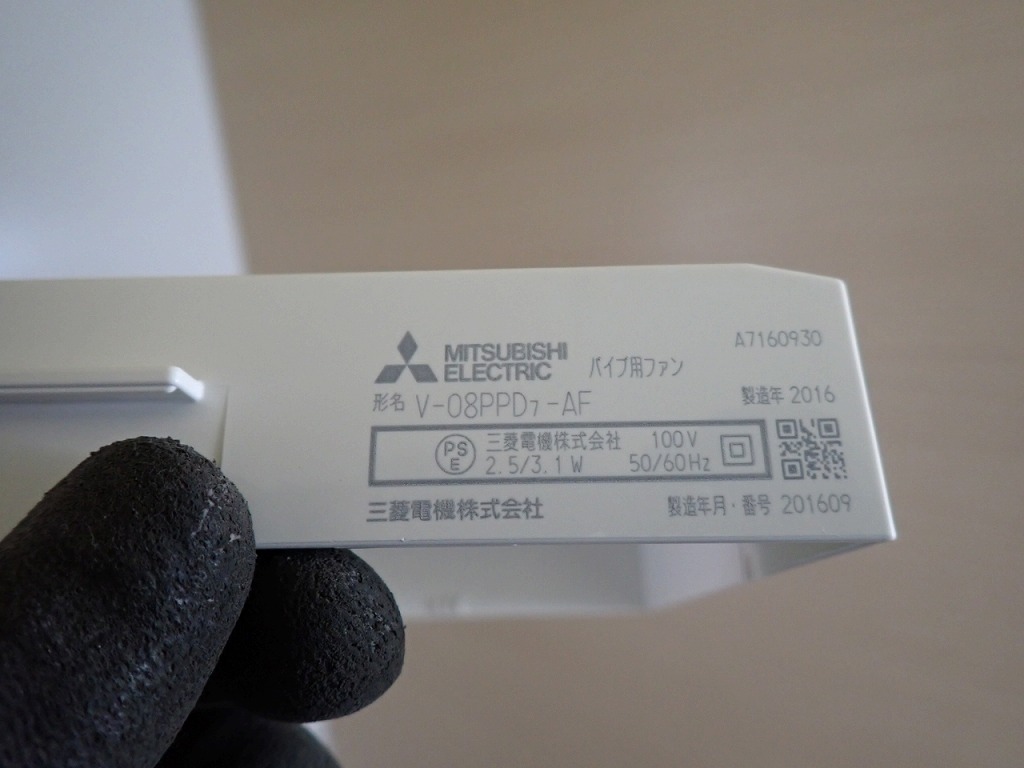 A7160930
MITSUBISHI
ELECTRIC
パイプ用ファン
形名 V-08PPD7-AF
製造年 2016
PS
E
三菱電機株式会社 100V
2.5/3.1W 50/60Hz
三菱電機株式会社
製造年月・番号 201609